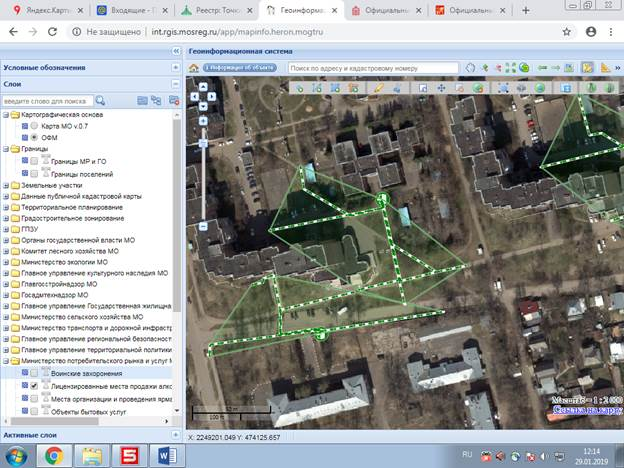 Яндекс.Карты
Входящие - П
Реестр: Точки
Геоинформа
Официальны
Официальны
Не защищено | int.rgis.mosreg.ru/app/mapinfo.heron.mogtru
Геоинформационная система
Условные обозначения
Информация об объекте
Поиск по адресу и кадастровому номеру
Слои
введите слово для поиска
Картографическая основа
Карта МО v.0.7
ОФМ
Границы
Границы МР и ГО
Границы поселений
Земельные участки
Данные публичной кадастровой карты
Территориальное планирование
Градостроительное зонирование
ГПЗУ
Органы государственной власти МО
Комитет лесного хозяйства МО
Министерство экологии МО
Главное управление культурного наследия МО
Главгосстройнадзор МО
Госадмтехнадзор МО
Главное управление Государственная жилищна
Министерство сельского хозяйства МО
Министерство транспорта и дорожной инфрастр
Главное управление региональной безопасност
Главное управление территориальной политики
Министерство потребительского рынка и услуг М
Воинские захоронения
Лицензированные места продажи алко
Места организации и проведения ярма
Объекты бытовых услуг
50 m
100 m
Масштаб = 1 : 2 000
Ссылка на карту
Активные слои
X: 2249201.049 Y: 474125.657
RU
12:14
29.01.2019